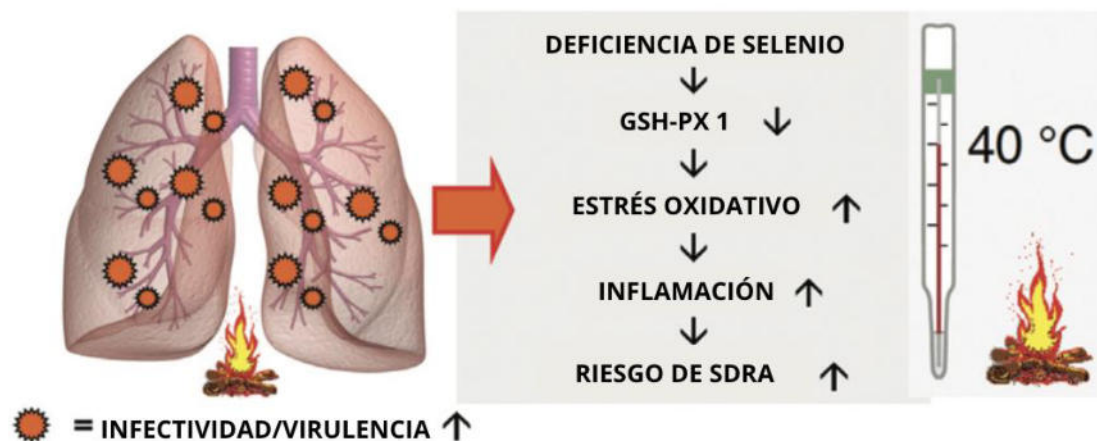 DEFICIENCIA DE SELENIO
↓
GSH-PX 1 ↓
↓
ESTRÉS OXIDATIVO ↑
↓
INFLAMACIÓN ↑
↓
RIESGO DE SDRA ↑
40 °C
= INFECTIVIDAD/VIRULENCIA ↑